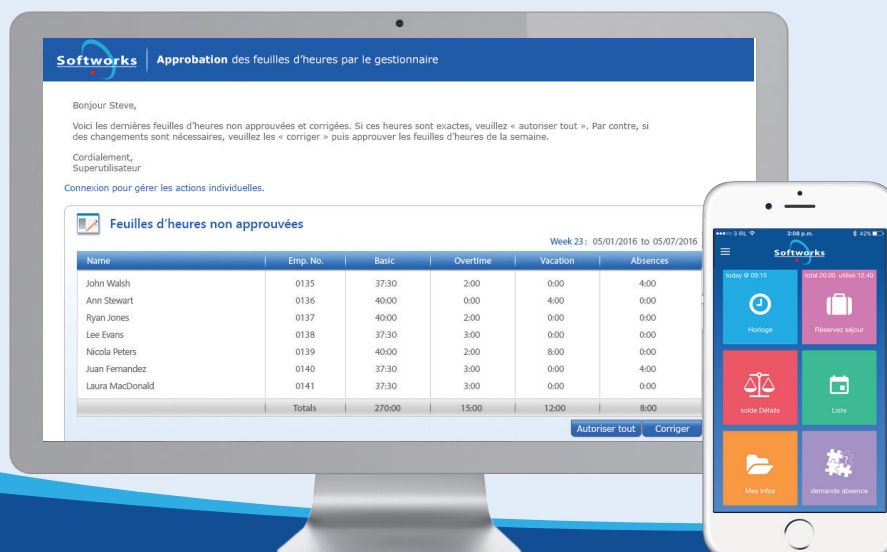 Softworks
Approbation des feuilles d'heures par le gestionnaire
Bonjour Steve,
Voici les dernières feuilles d'heures non approuvées et corrigées. Si ces heures sont exactes, veuillez « autoriser tout ». Par contre, si
des changements sont nécessaires, veuillez les « corriger » puis approuver les feuilles d'heures de la semaine.
Cordialement,
Superutilisateur
Connexion pour gérer les actions individuelles.
Feuilles d'heures non approuvées
Week 23 : 05/01/2016 to 05/07/2016
Name Emp. No. Basic Overtime Vacation Absences
John Walsh 0135 37:30 2:00 0:00 4:00
Ann Stewart 0136 40:00 0:00 4:00 0:00
Ryan Jones 0137 40:00 2:00 0:00 0:00
Lee Evans 0138 37:30 3:00 0:00 0:00
Nicola Peters 0139 40:00 2:00 8:00 0:00
Juan Fernandez 0140 37:30 3:00 0:00 4:00
Laura MacDonald 0141 37:30 3:00 0:00 0:00
Totals 270:00 15:00 12:00 8:00
Autoriser tout Corriger
3 IRL 3:08 p.m. 42%
Softworks
today @ 09:15 total 20.00 utilisé 12.40
Horloge Réservez séjour
solde Détails Liste
Mes Infos demande absence